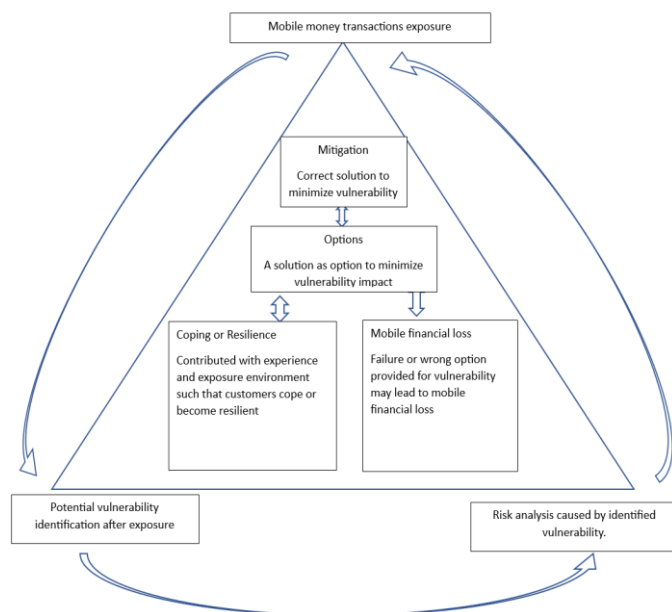 Mobile money transactions exposure
Mitigation
Correct solution to
minimize vulnerability
Options
A solution as option to minimize
vulnerability impact
Coping or Resilience
Contributed with experience
and exposure environment
such that customers cope or
become resilient
Mobile financial loss
Failure or wrong option
provided for vulnerability
may lead to mobile
financial loss
Potential vulnerability
identification after exposure
Risk analysis caused by identified
vulnerability.